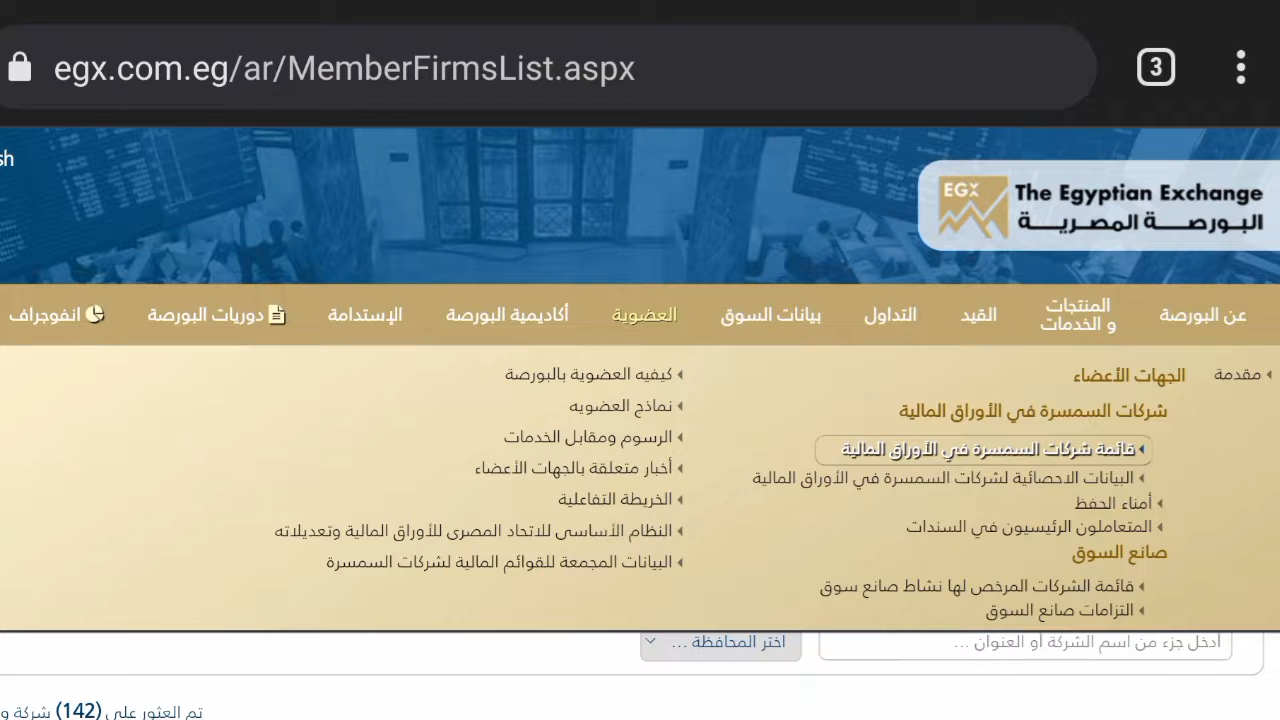 egx.com.eg/ar/MemberFirmsList.aspx
3
sh
EGX
The Egyptian Exchange
البورصة المصرية
عن البورصة
المنتجات
و الخدمات
القيد
التداول
بيانات السوق
العضوية
أكاديمية البورصة
الإستدامة
دوريات البورصة
انفوجراف
مقدمة
الجهات الأعضاء
شركات السمسرة في الأوراق المالية
قائمة شركات السمسرة في الأوراق المالية
البيانات الاحصائية لشركات السمسرة في الأوراق المالية
أمناء الحفظ
المتعاملون الرئيسيون في السندات
صانع السوق
قائمة الشركات المرخص لها نشاط صانع سوق
التزامات صانع السوق
كيفيه العضوية بالبورصة
نماذج العضويه
الرسوم ومقابل الخدمات
أخبار متعلقة بالجهات الأعضاء
الخريطة التفاعلية
النظام الأساسى للاتحاد المصرى للأوراق المالية وتعديلاته
البيانات المجمعة للقوائم المالية لشركات السمسرة
أدخل جزء من اسم الشركة أو العنوان ...
اختر المحافظة ...
تم العثور على (142) شركة و